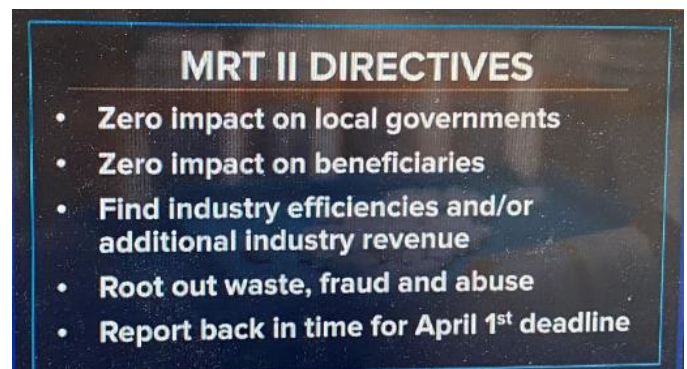 MRT II DIRECTIVES
• Zero impact on local governments
• Zero impact on beneficiaries
• Find industry efficiencies and/or
additional industry revenue
• Root out waste, fraud and abuse
• Report back in time for April 1st deadline